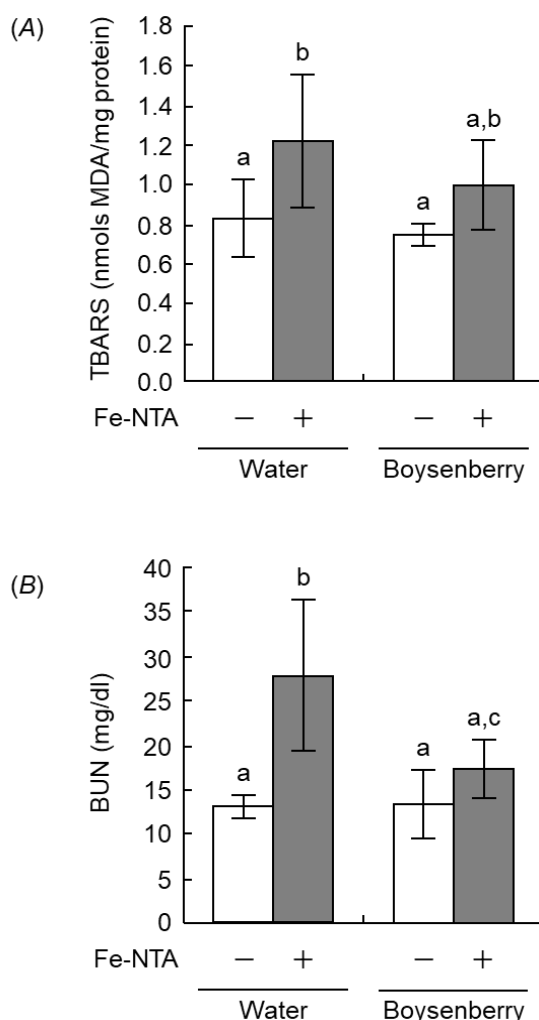 (A)
TBARS (nmols MDA/mg protein)
1.8
1.6
1.4
1.2
1.0
0.8
0.6
0.4
0.2
0.0
a
b
a
a,b
Fe-NTA − + − +
Water Boysenberry
(B)
BUN (mg/dl)
40
35
30
25
20
15
10
5
0
a
b
a
a,c
Fe-NTA − + − +
Water Boysenberry